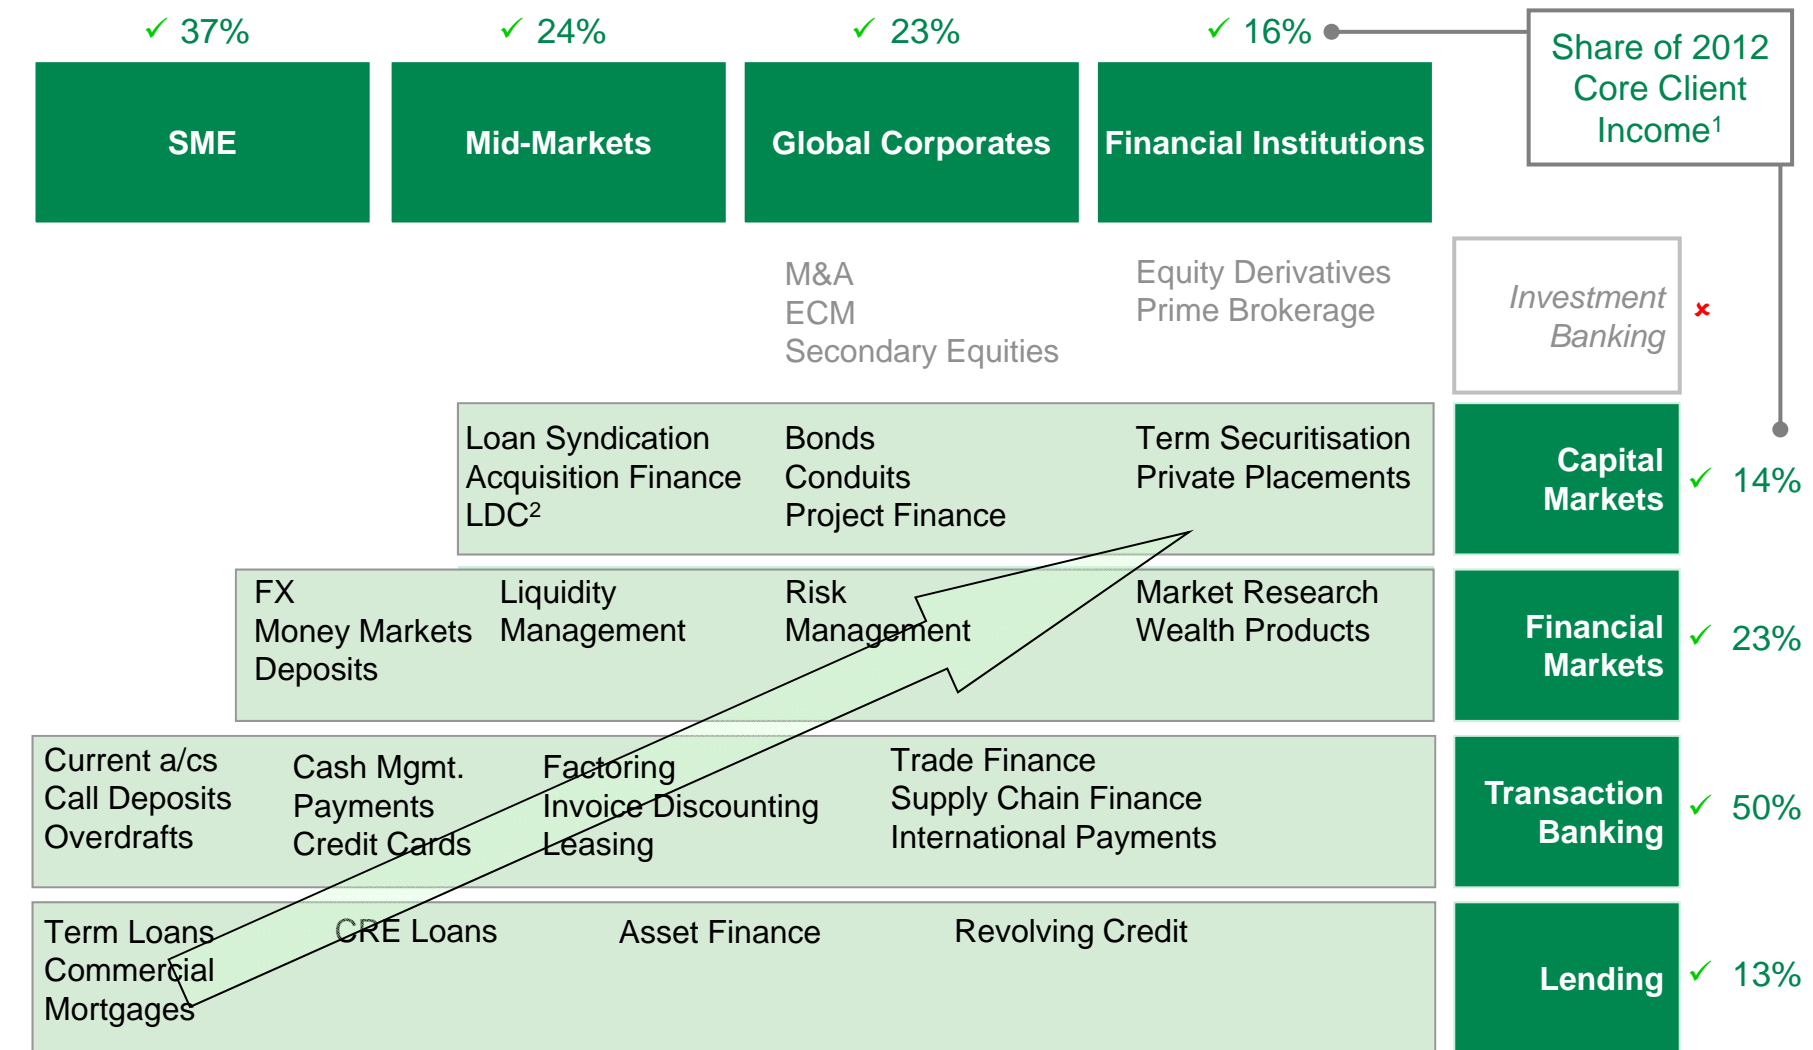 ✓ 37%
✓ 24%
✓ 23%
✓ 16%
Share of 2012
Core Client
Income¹
SME
Mid-Markets
Global Corporates
Financial Institutions
M&A
ECM
Secondary Equities
Equity Derivatives
Prime Brokerage
Investment
Banking
✘
Loan Syndication
Acquisition Finance
LDC²
Bonds
Conduits
Project Finance
Term Securitisation
Private Placements
Capital
Markets
✓ 14%
FX
Money Markets
Deposits
Liquidity
Management
Risk
Management
Market Research
Wealth Products
Financial
Markets
✓ 23%
Current a/cs
Call Deposits
Overdrafts
Cash Mgmt.
Payments
Credit Cards
Factoring
Invoice Discounting
Leasing
Trade Finance
Supply Chain Finance
International Payments
Transaction
Banking
✓ 50%
Term Loans
Commercial
Mortgages
CRE Loans
Asset Finance
Revolving Credit
Lending
✓ 13%